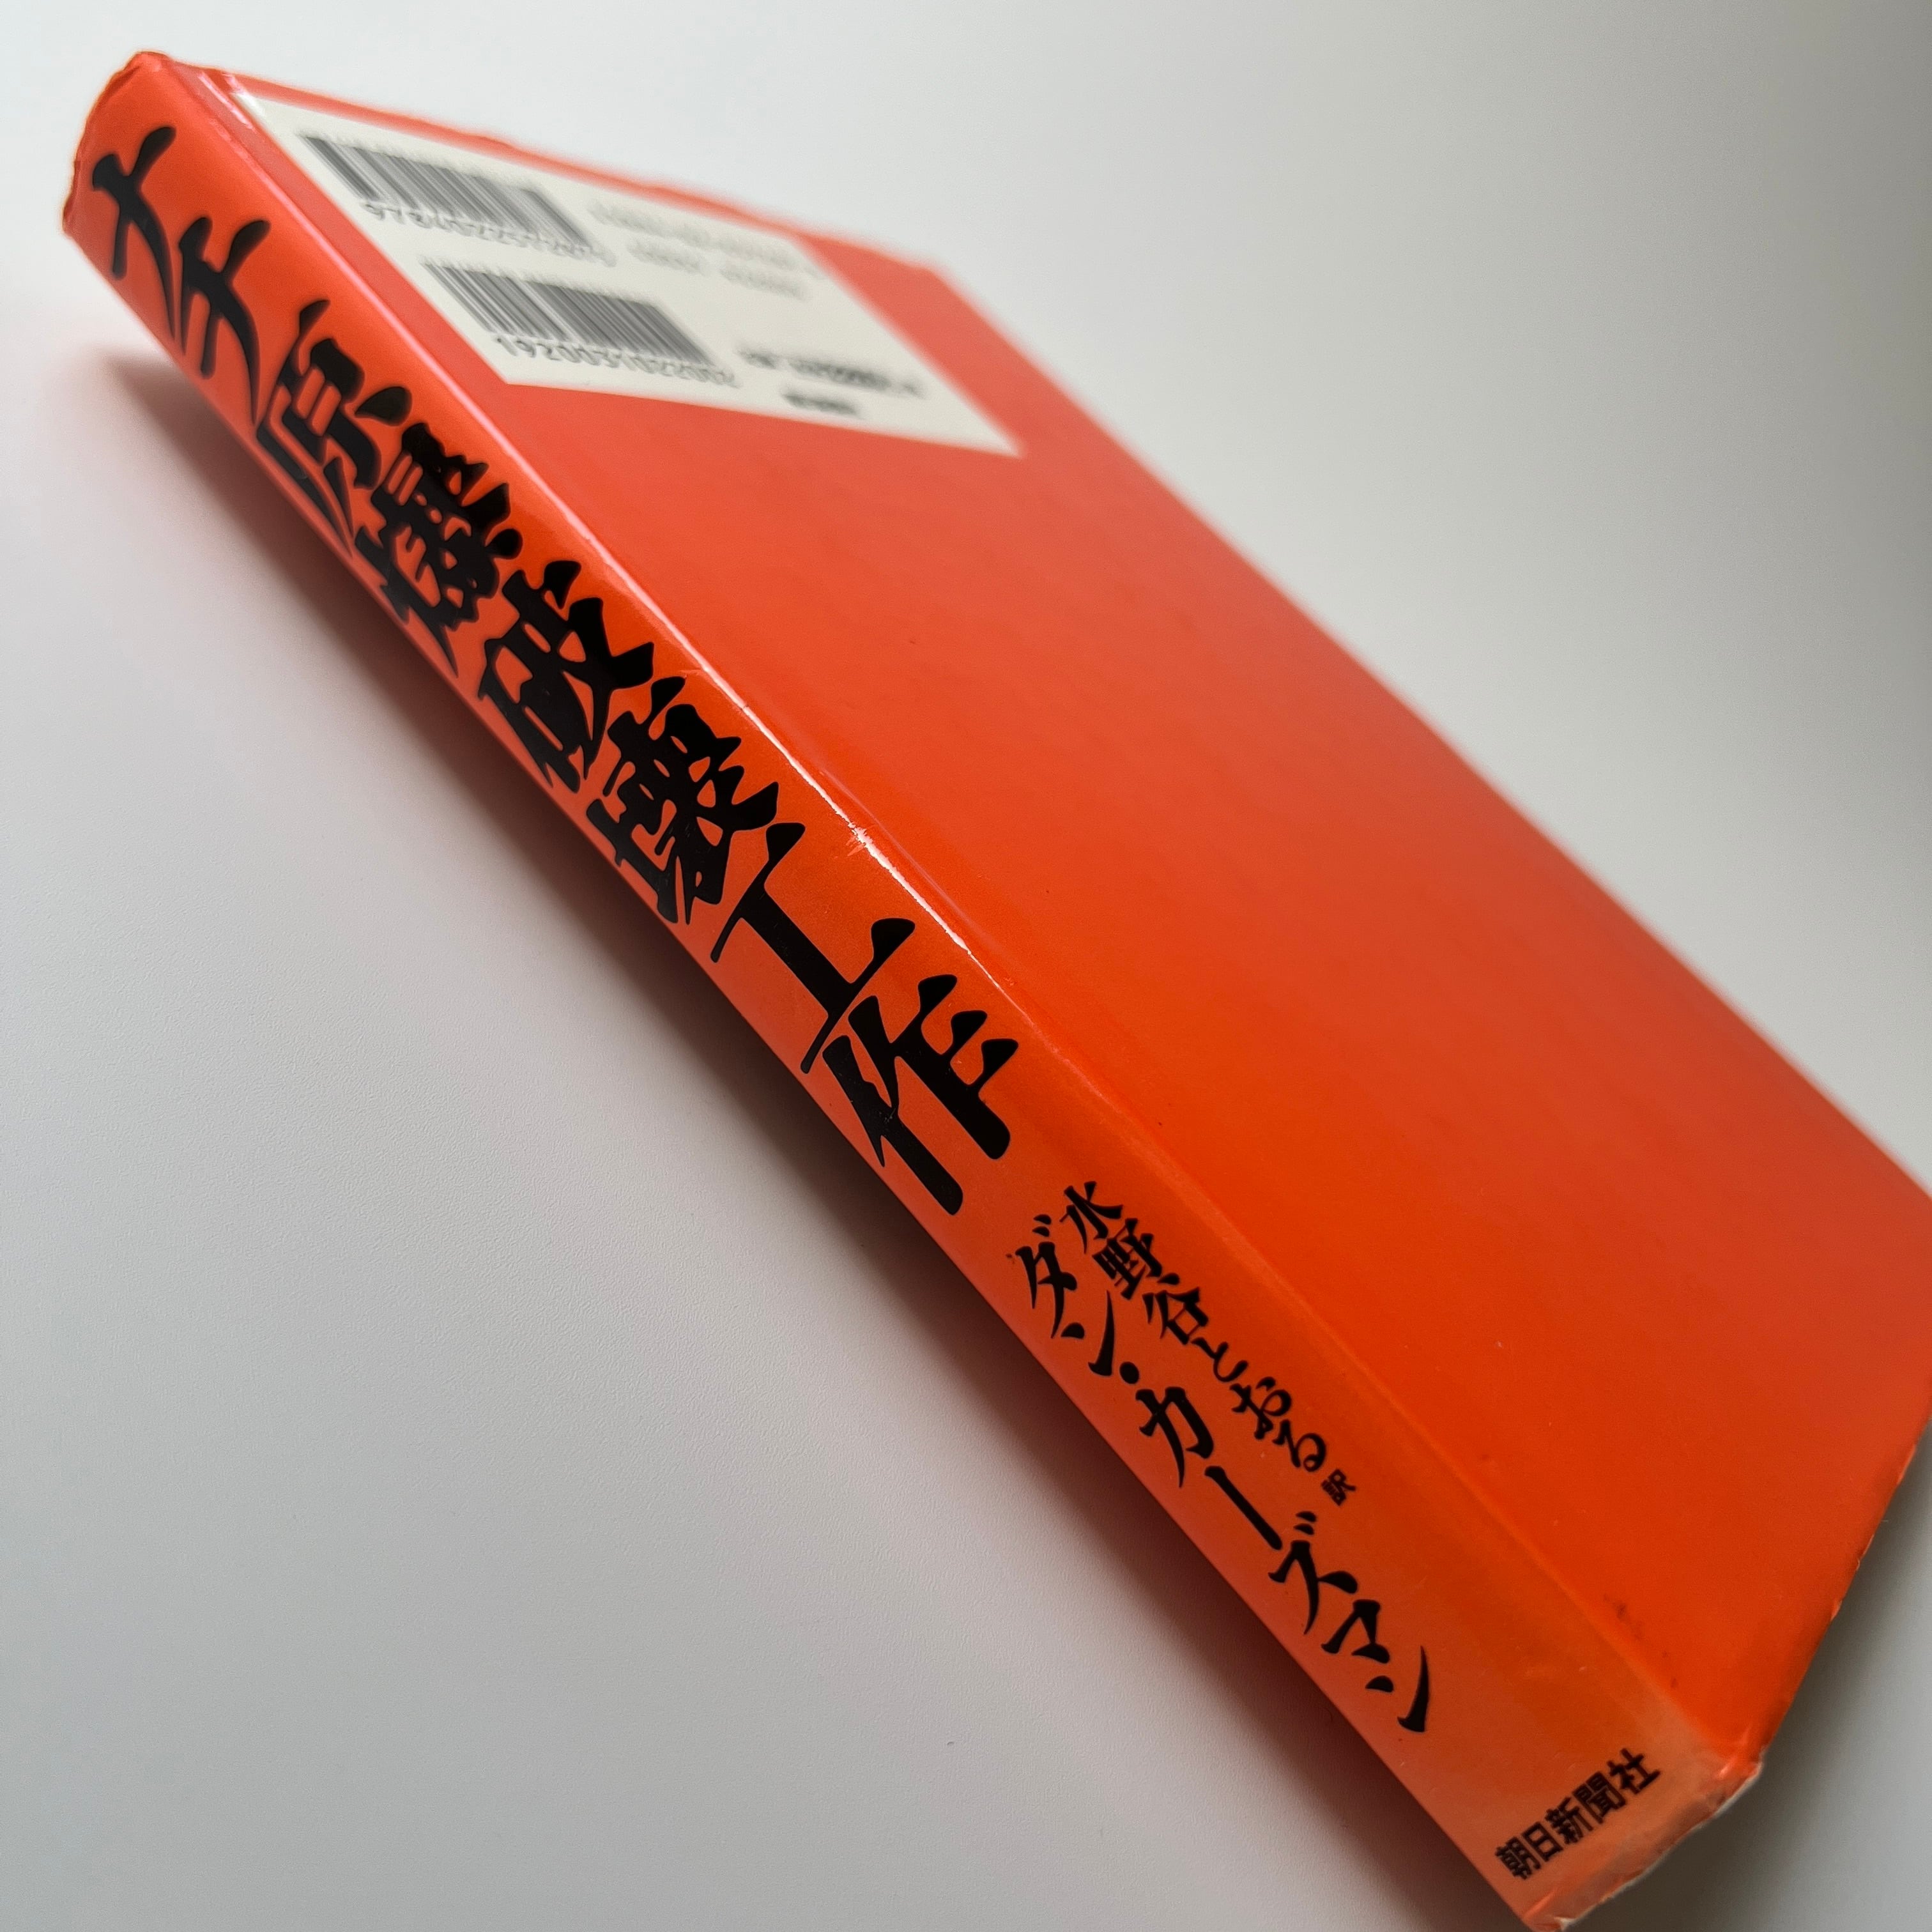 ナチ原爆破壊工作
水野谷とおる訳
ダン・カーズマン
朝日新聞社
1920031022002